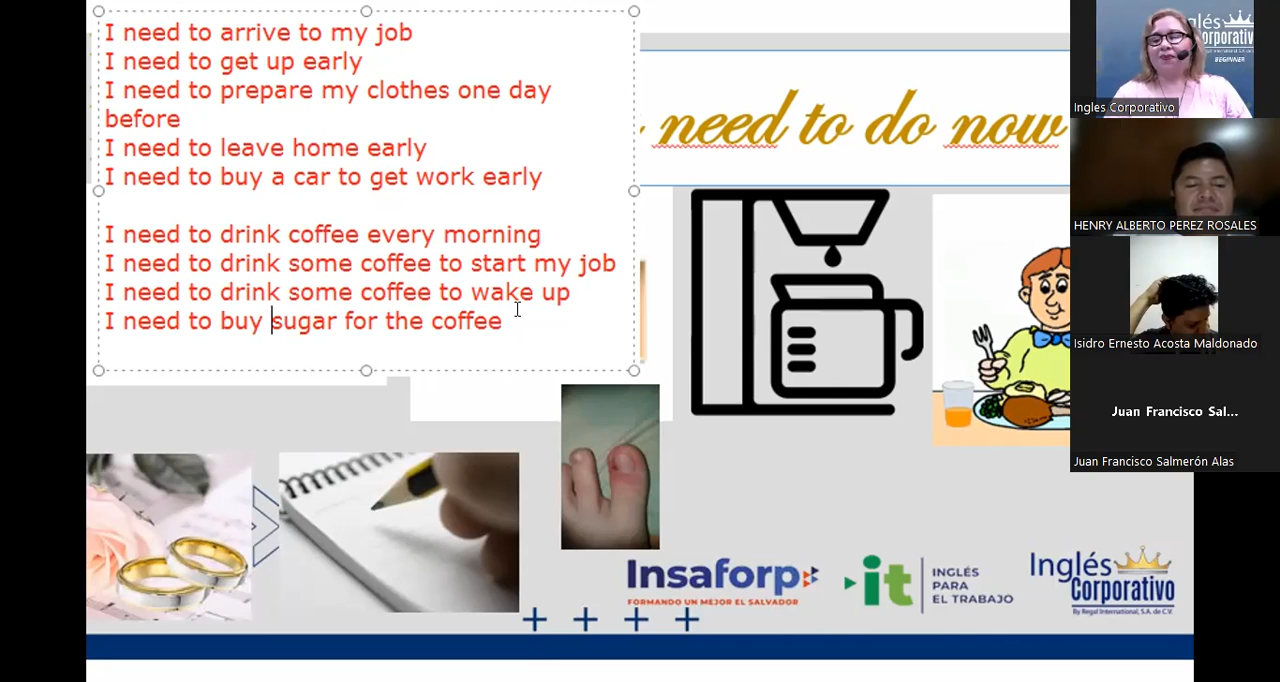 I need to arrive to my job
I need to get up early
I need to prepare my clothes one day
before
I need to leave home early
I need to buy a car to get work early
I need to drink coffee every morning
I need to drink some coffee to start my job
I need to drink some coffee to wake up
I need to buy sugar for the coffee
need to do now
Insaforp
FORMANDO UN MEJOR EL SALVADOR
it
INGLÉS
PARA
EL TRABAJO
Inglés
Corporativo
By Regal International, S.A. de C.V.
glés
orporativo
BEGINNER
Ingles Corporativo
HENRY ALBERTO PEREZ ROSALES
Isidro Ernesto Acosta Maldonado
Juan Francisco Sal...
Juan Francisco Salmerón Alas